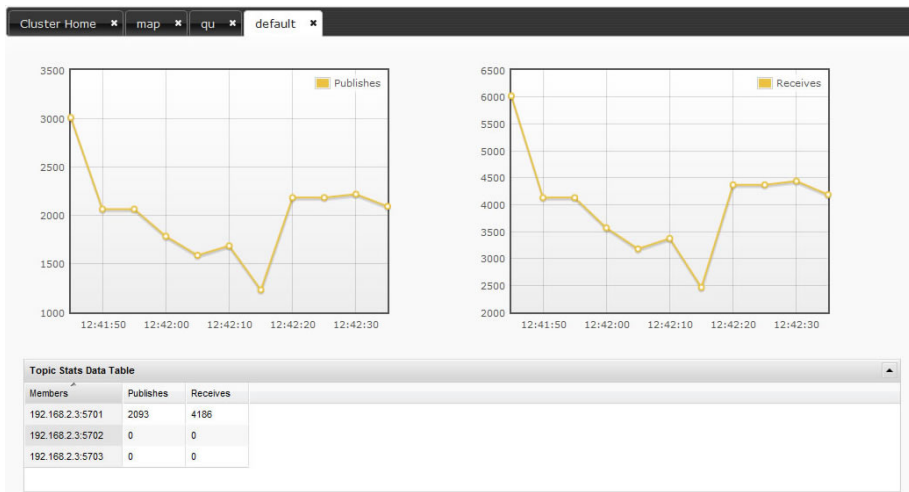 Cluster Home × map × qu × default ×
Publishes
3500
3000
2500
2000
1500
1000
12:41:50 12:42:00 12:42:10 12:42:20 12:42:30
Receives
6500
6000
5500
5000
4500
4000
3500
3000
2500
2000
12:41:50 12:42:00 12:42:10 12:42:20 12:42:30
Topic Stats Data Table
Members Publishes Receives
192.168.2.3:5701 2093 4186
192.168.2.3:5702 0 0
192.168.2.3:5703 0 0